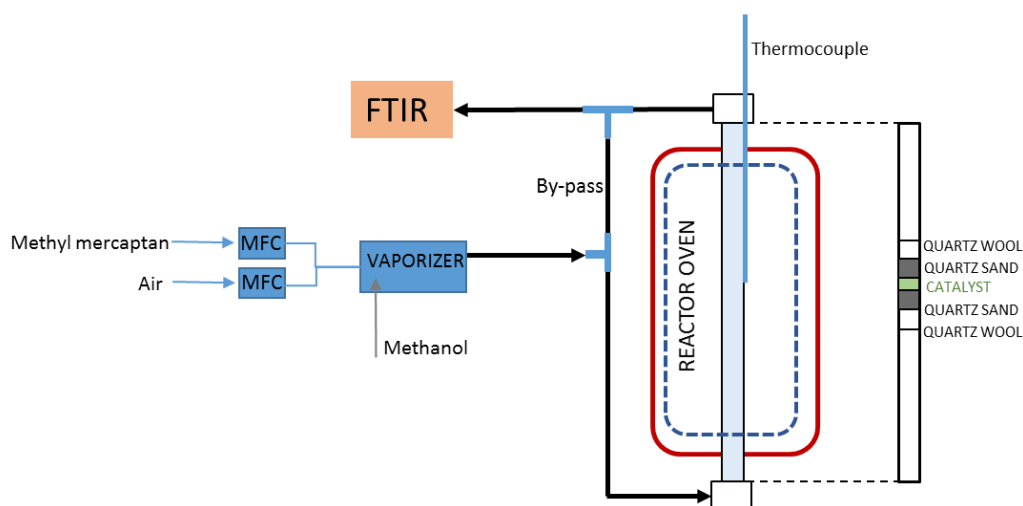 Thermocouple
FTIR
By-pass
Methyl mercaptan
MFC
VAPORIZER
Air
MFC
Methanol
REACTOR OVEN
QUARTZ WOOL
QUARTZ SAND
CATALYST
QUARTZ SAND
QUARTZ WOOL